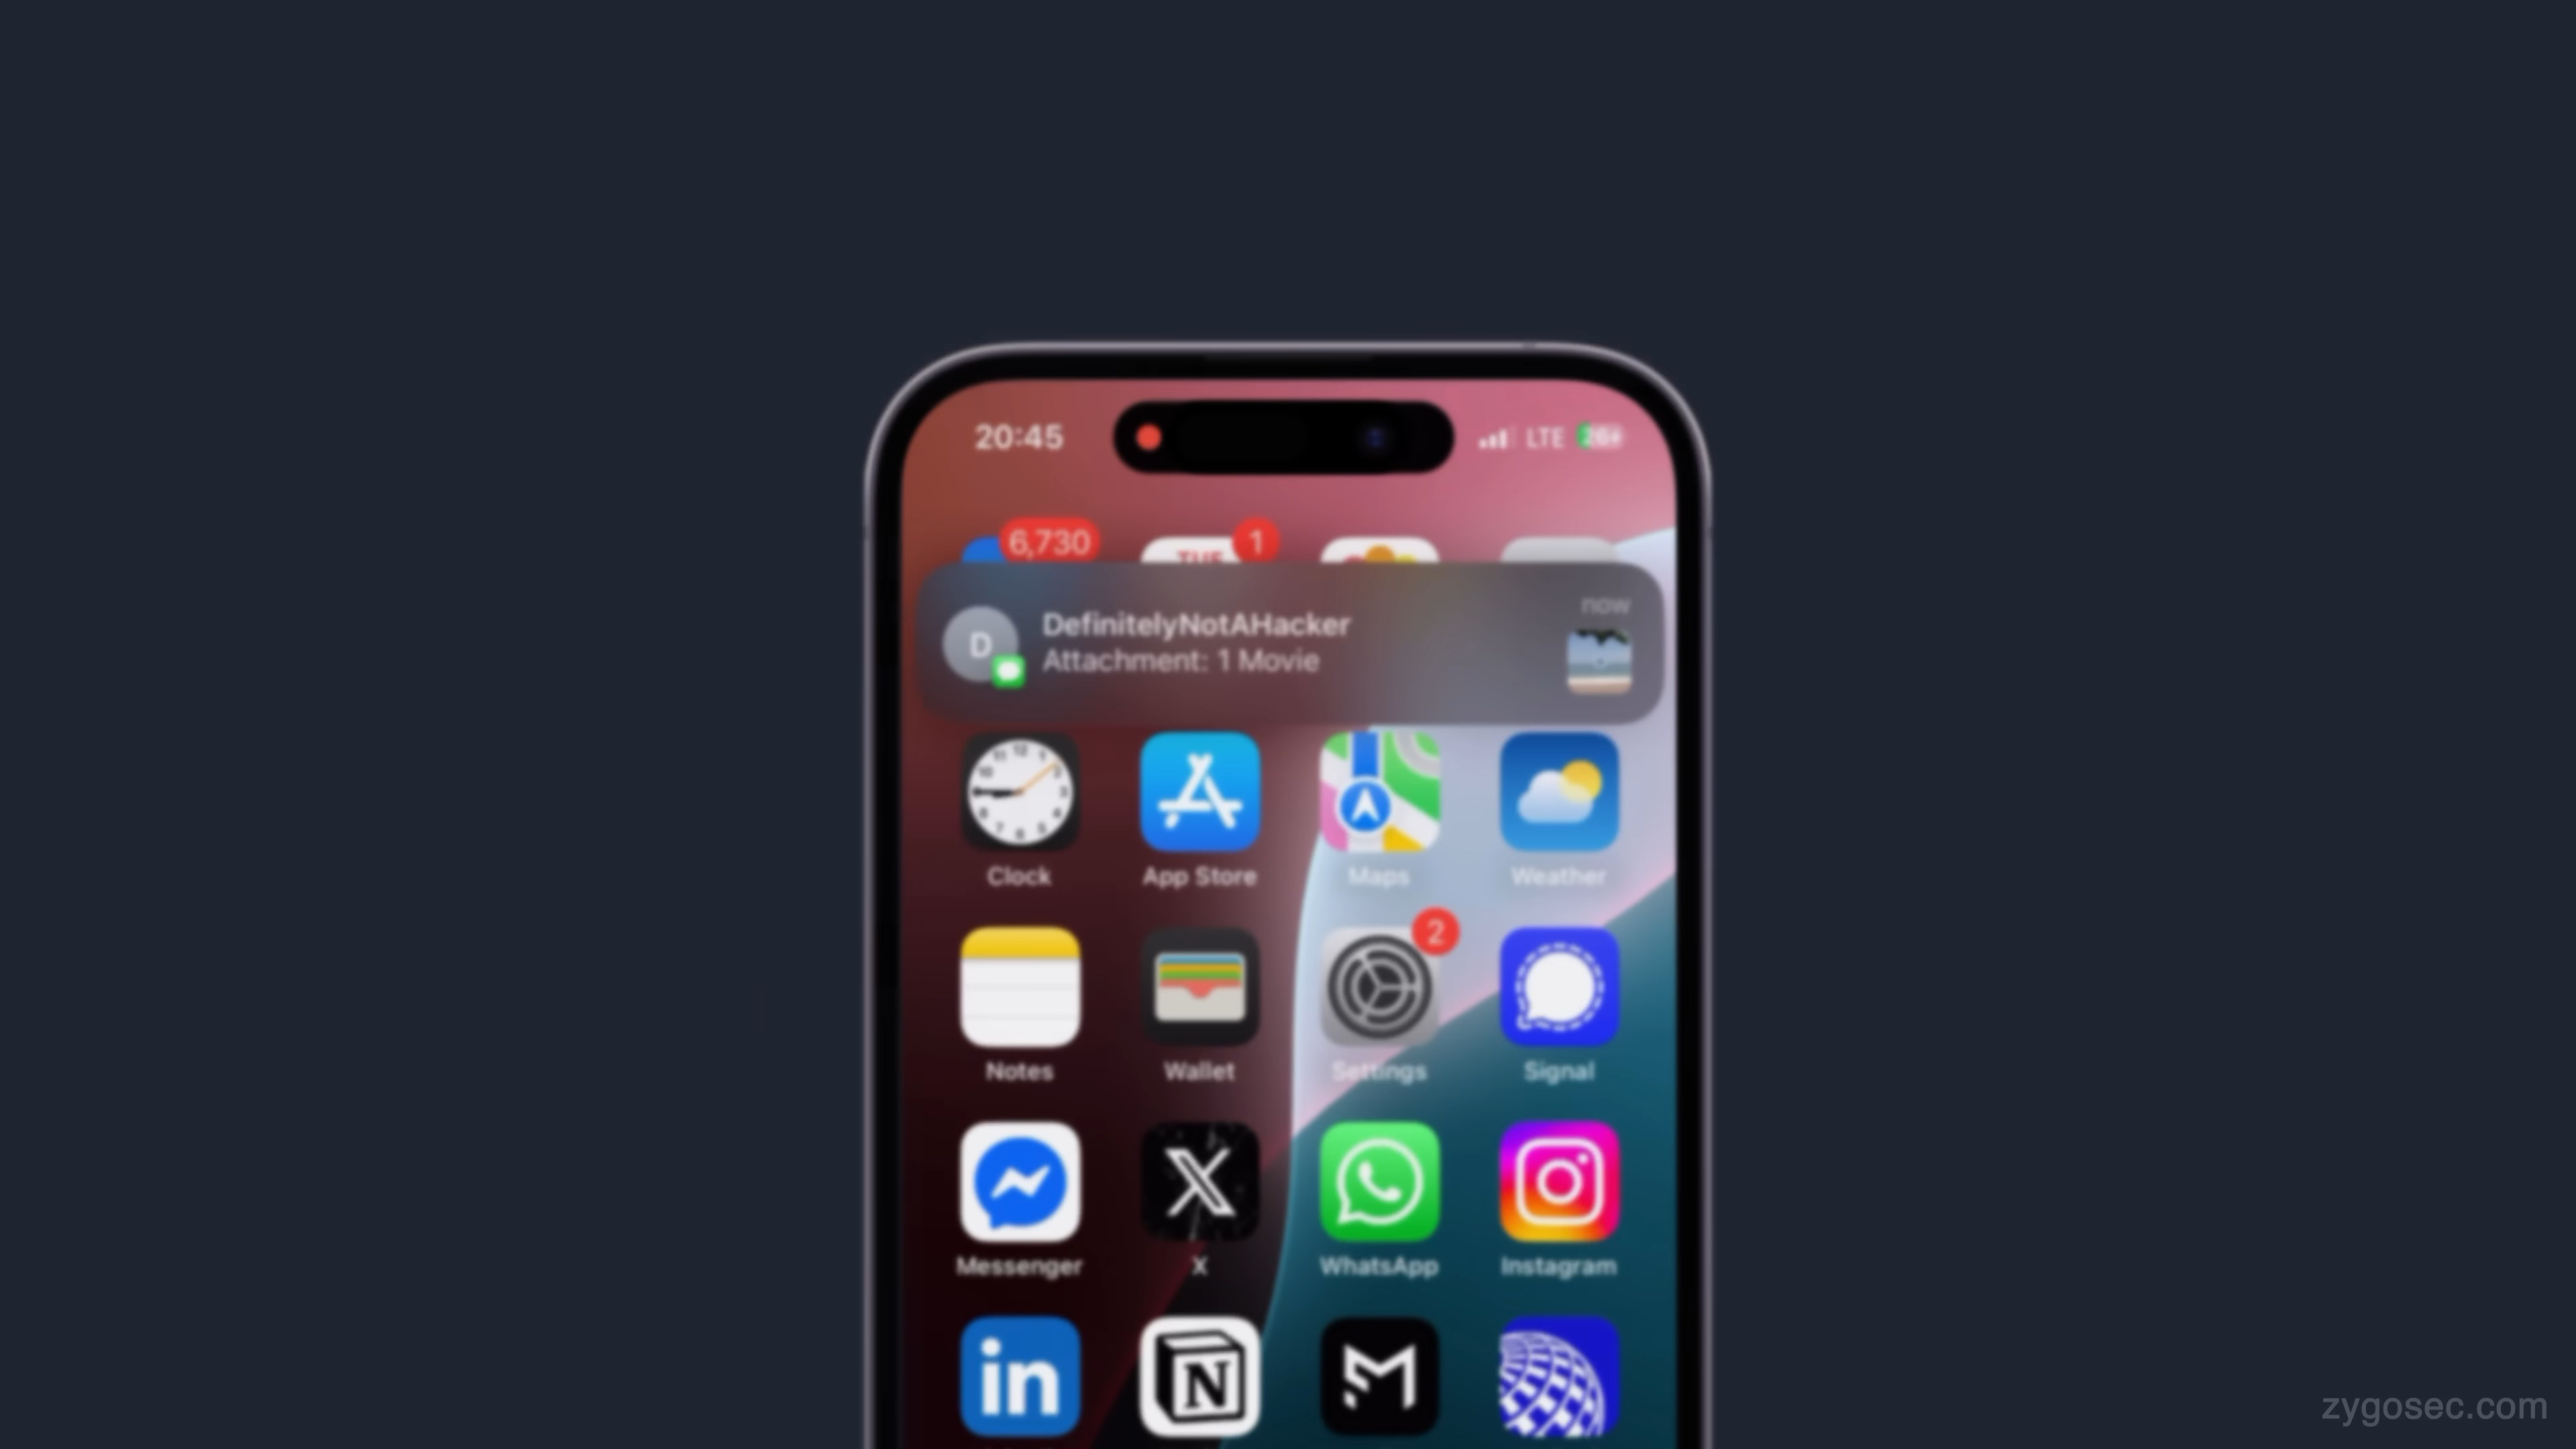 20:45
LTE
6,730
1
now
DefinitelyNotAHacker
D
Attachment: 1 Movie
Clock
App Store
Maps
Weather
2
Notes
Wallet
Settings
Signal
Messenger
X
WhatsApp
Instagram
in
N
zygosec.com